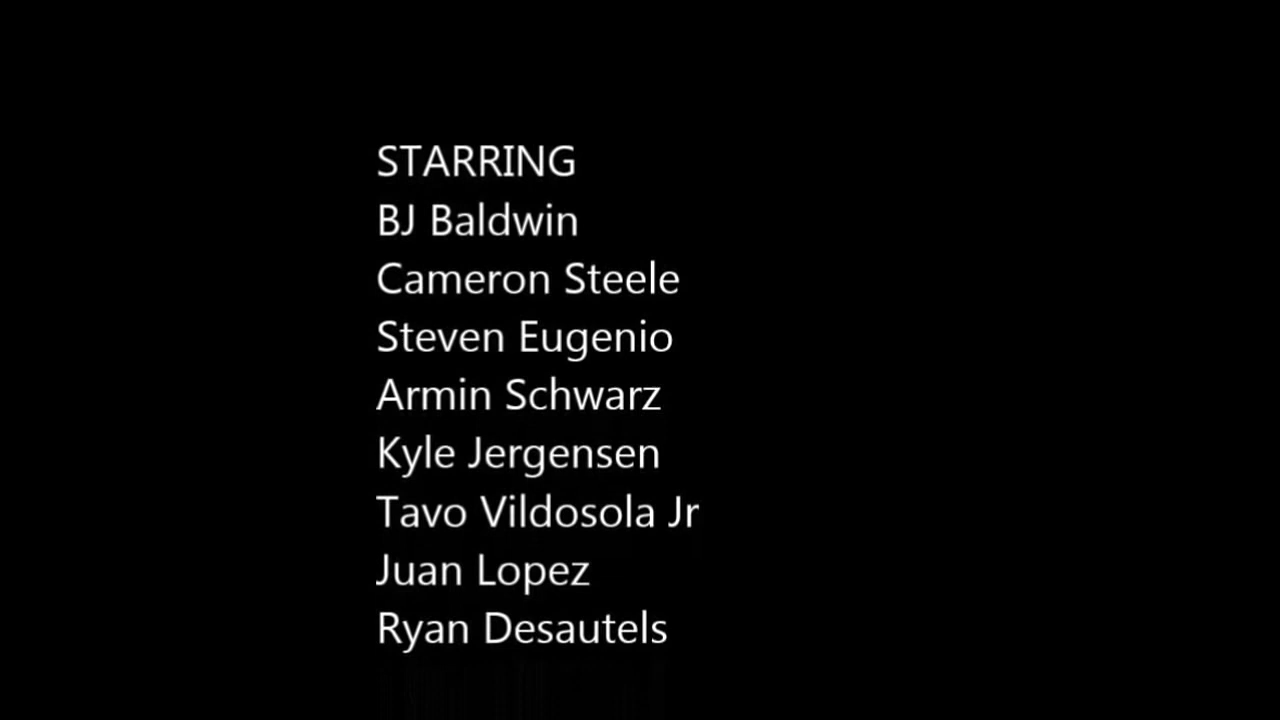 STARRING
BJ Baldwin
Cameron Steele
Steven Eugenio
Armin Schwarz
Kyle Jergensen
Tavo Vildosola Jr
Juan Lopez
Ryan Desautels